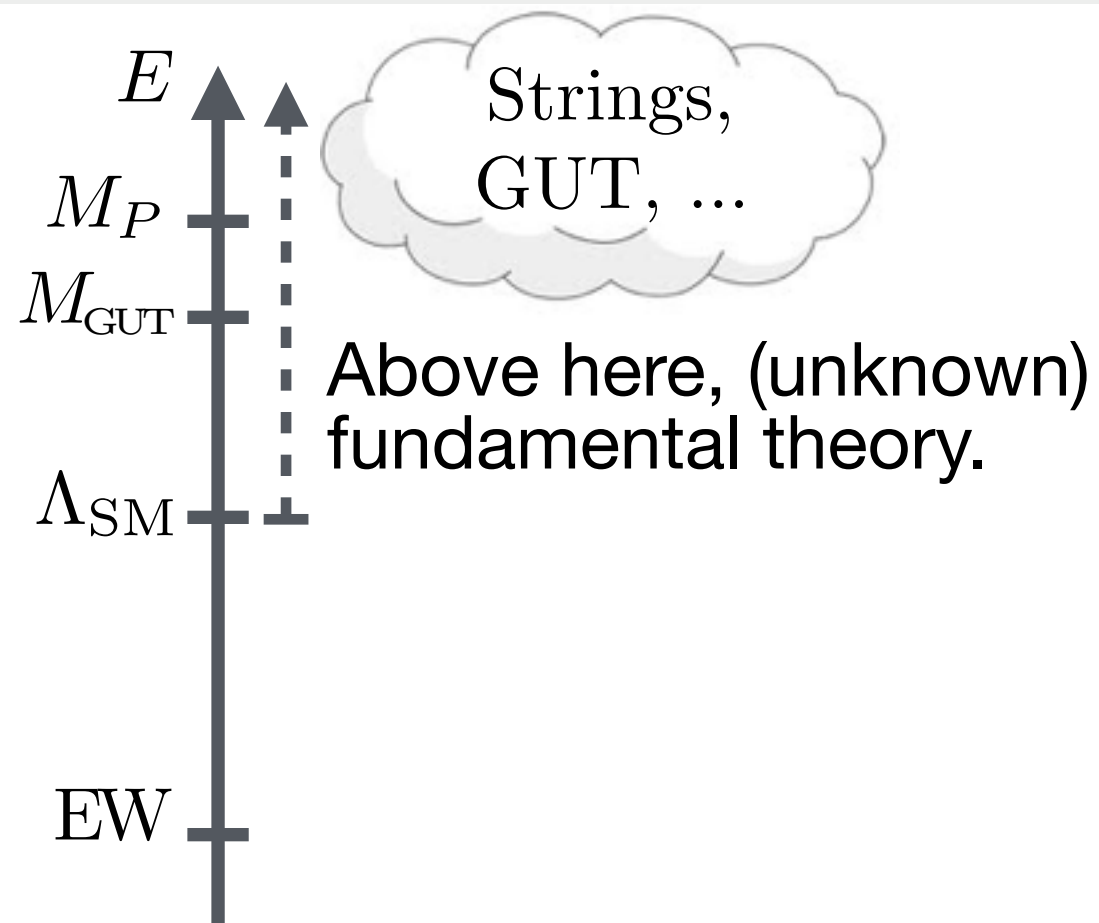 E
Strings,
GUT, ...
M_P
M_GUT
Above here, (unknown)
fundamental theory.
Λ_SM
EW